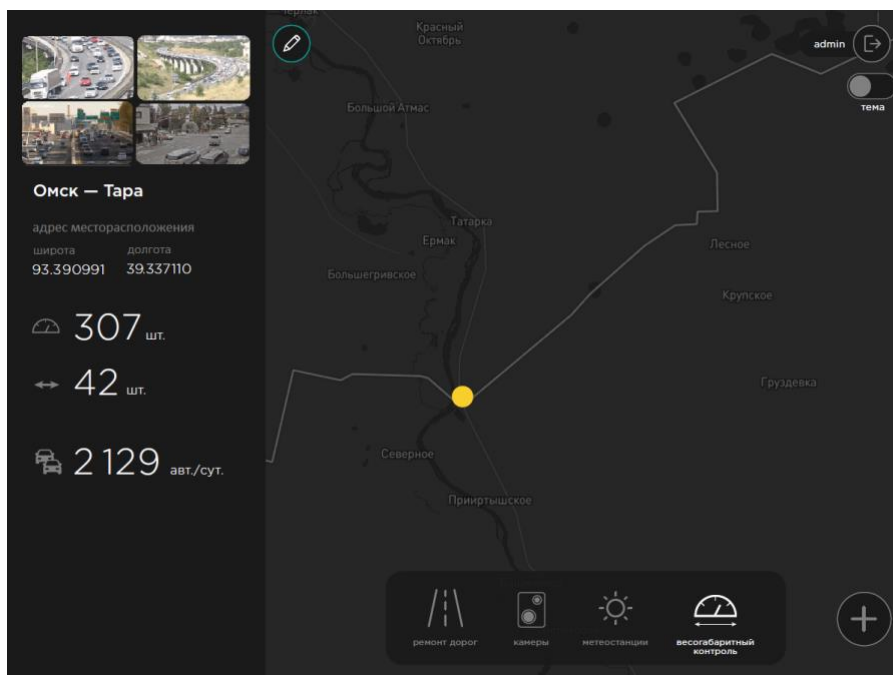 Красный
Октябрь
admin
Большой Атмас
тема
Омск — Тара
Татарка
адрес месторасположения
Ермак
Лесное
широта долгота
93.390991 39.337110
Большегривское
Крупское
307 шт.
42 шт.
Груздевка
Северное
2 129 авт./сут.
Прииртышское
ремонт дорог
камеры
метеостанции
весогабаритный
контроль